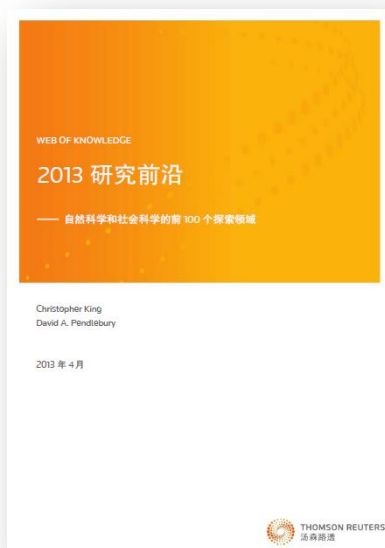 WEB OF KNOWLEDGE
2013 研究前沿
—— 自然科学和社会科学的前 100 个探索领域
Christopher King
David A. Pendlebury
2013 年 4 月
THOMSON REUTERS
汤森路透